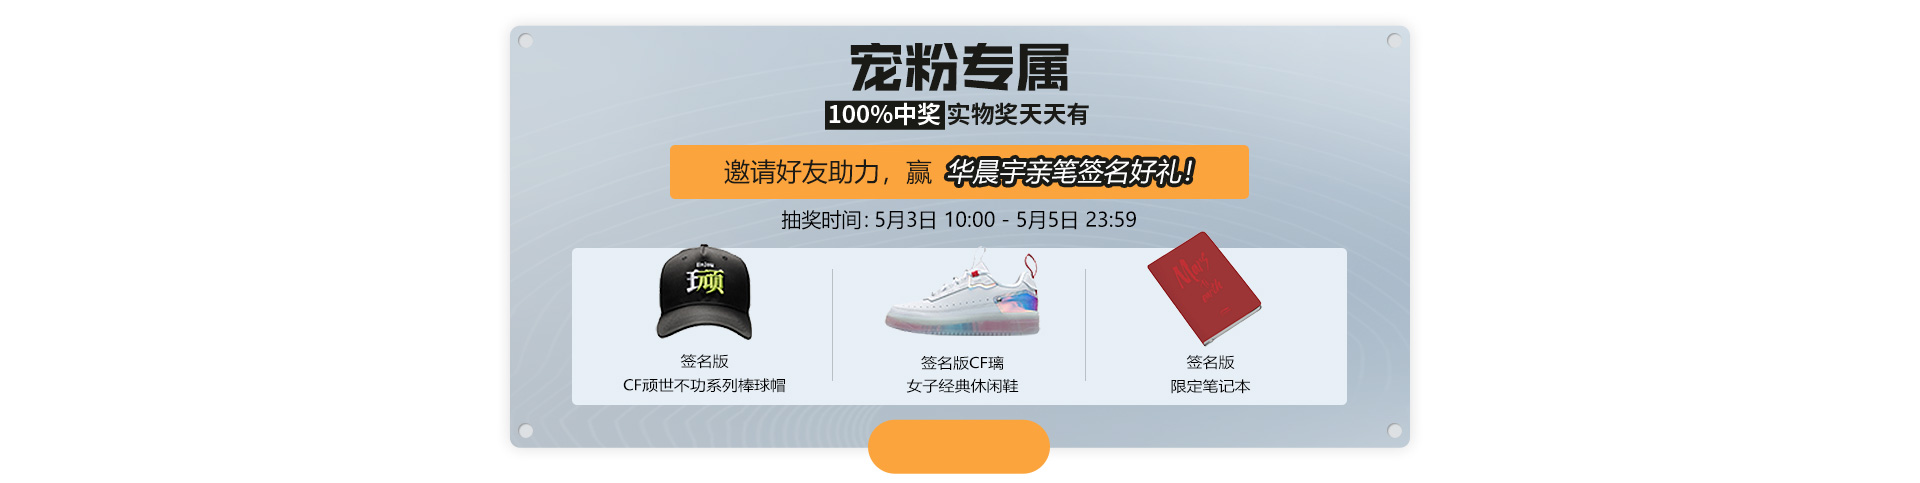 宠粉专属
100%中奖 实物奖天天有
邀请好友助力，赢 华晨宇亲笔签名好礼！
抽奖时间：5月3日 10:00 - 5月5日 23:59
Enjoy
顽
签名版
CF顽世不功系列棒球帽
签名版CF璃
女子经典休闲鞋
Mars
签名版
限定笔记本